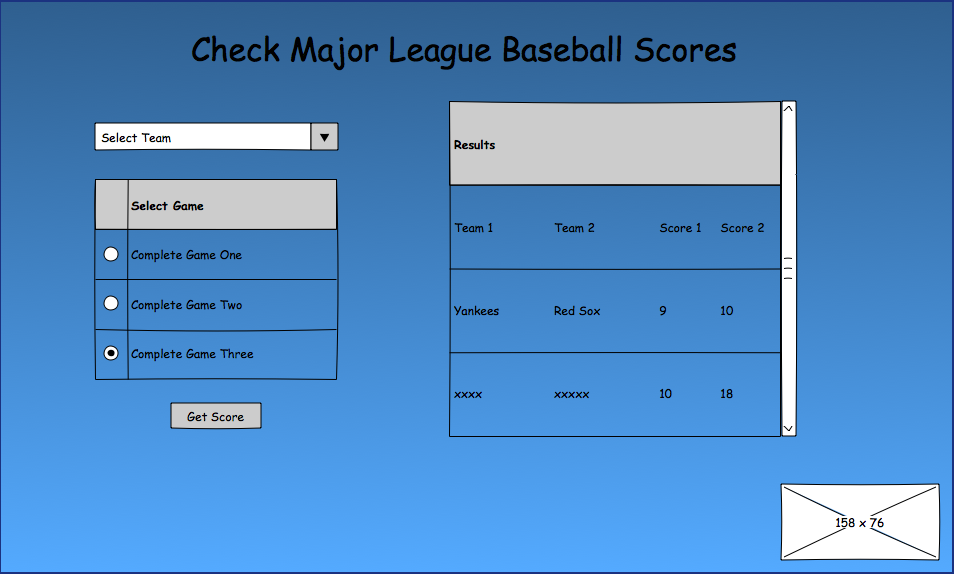 Check Major League Baseball Scores
Select Team
Select Game
Complete Game One
Complete Game Two
Complete Game Three
Get Score
Results
Team 1 Team 2 Score 1 Score 2
Yankees Red Sox 9 10
xxxx xxxxx 10 18
158 x 76